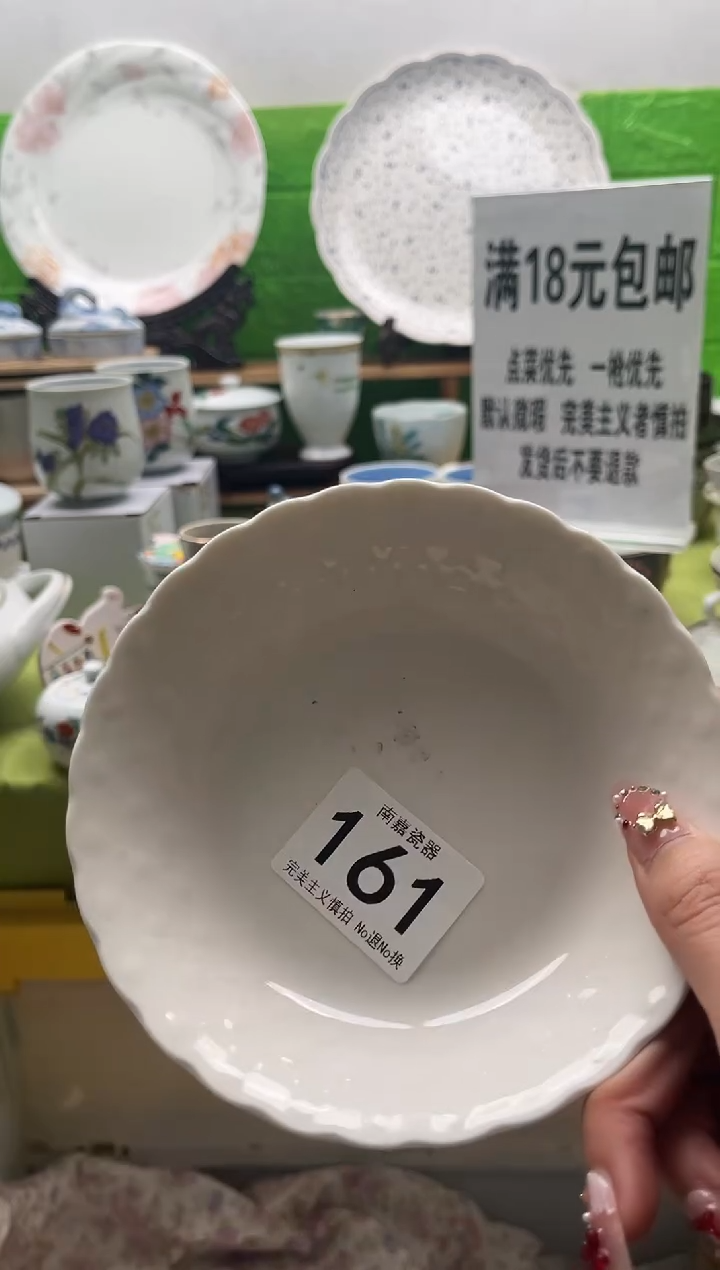 满18元包邮
点菜优先 一枪优先
默认微瑕 完美主义者慎拍
发货后不要退款
南嘉瓷器
161
完美主义慎拍 No退No换